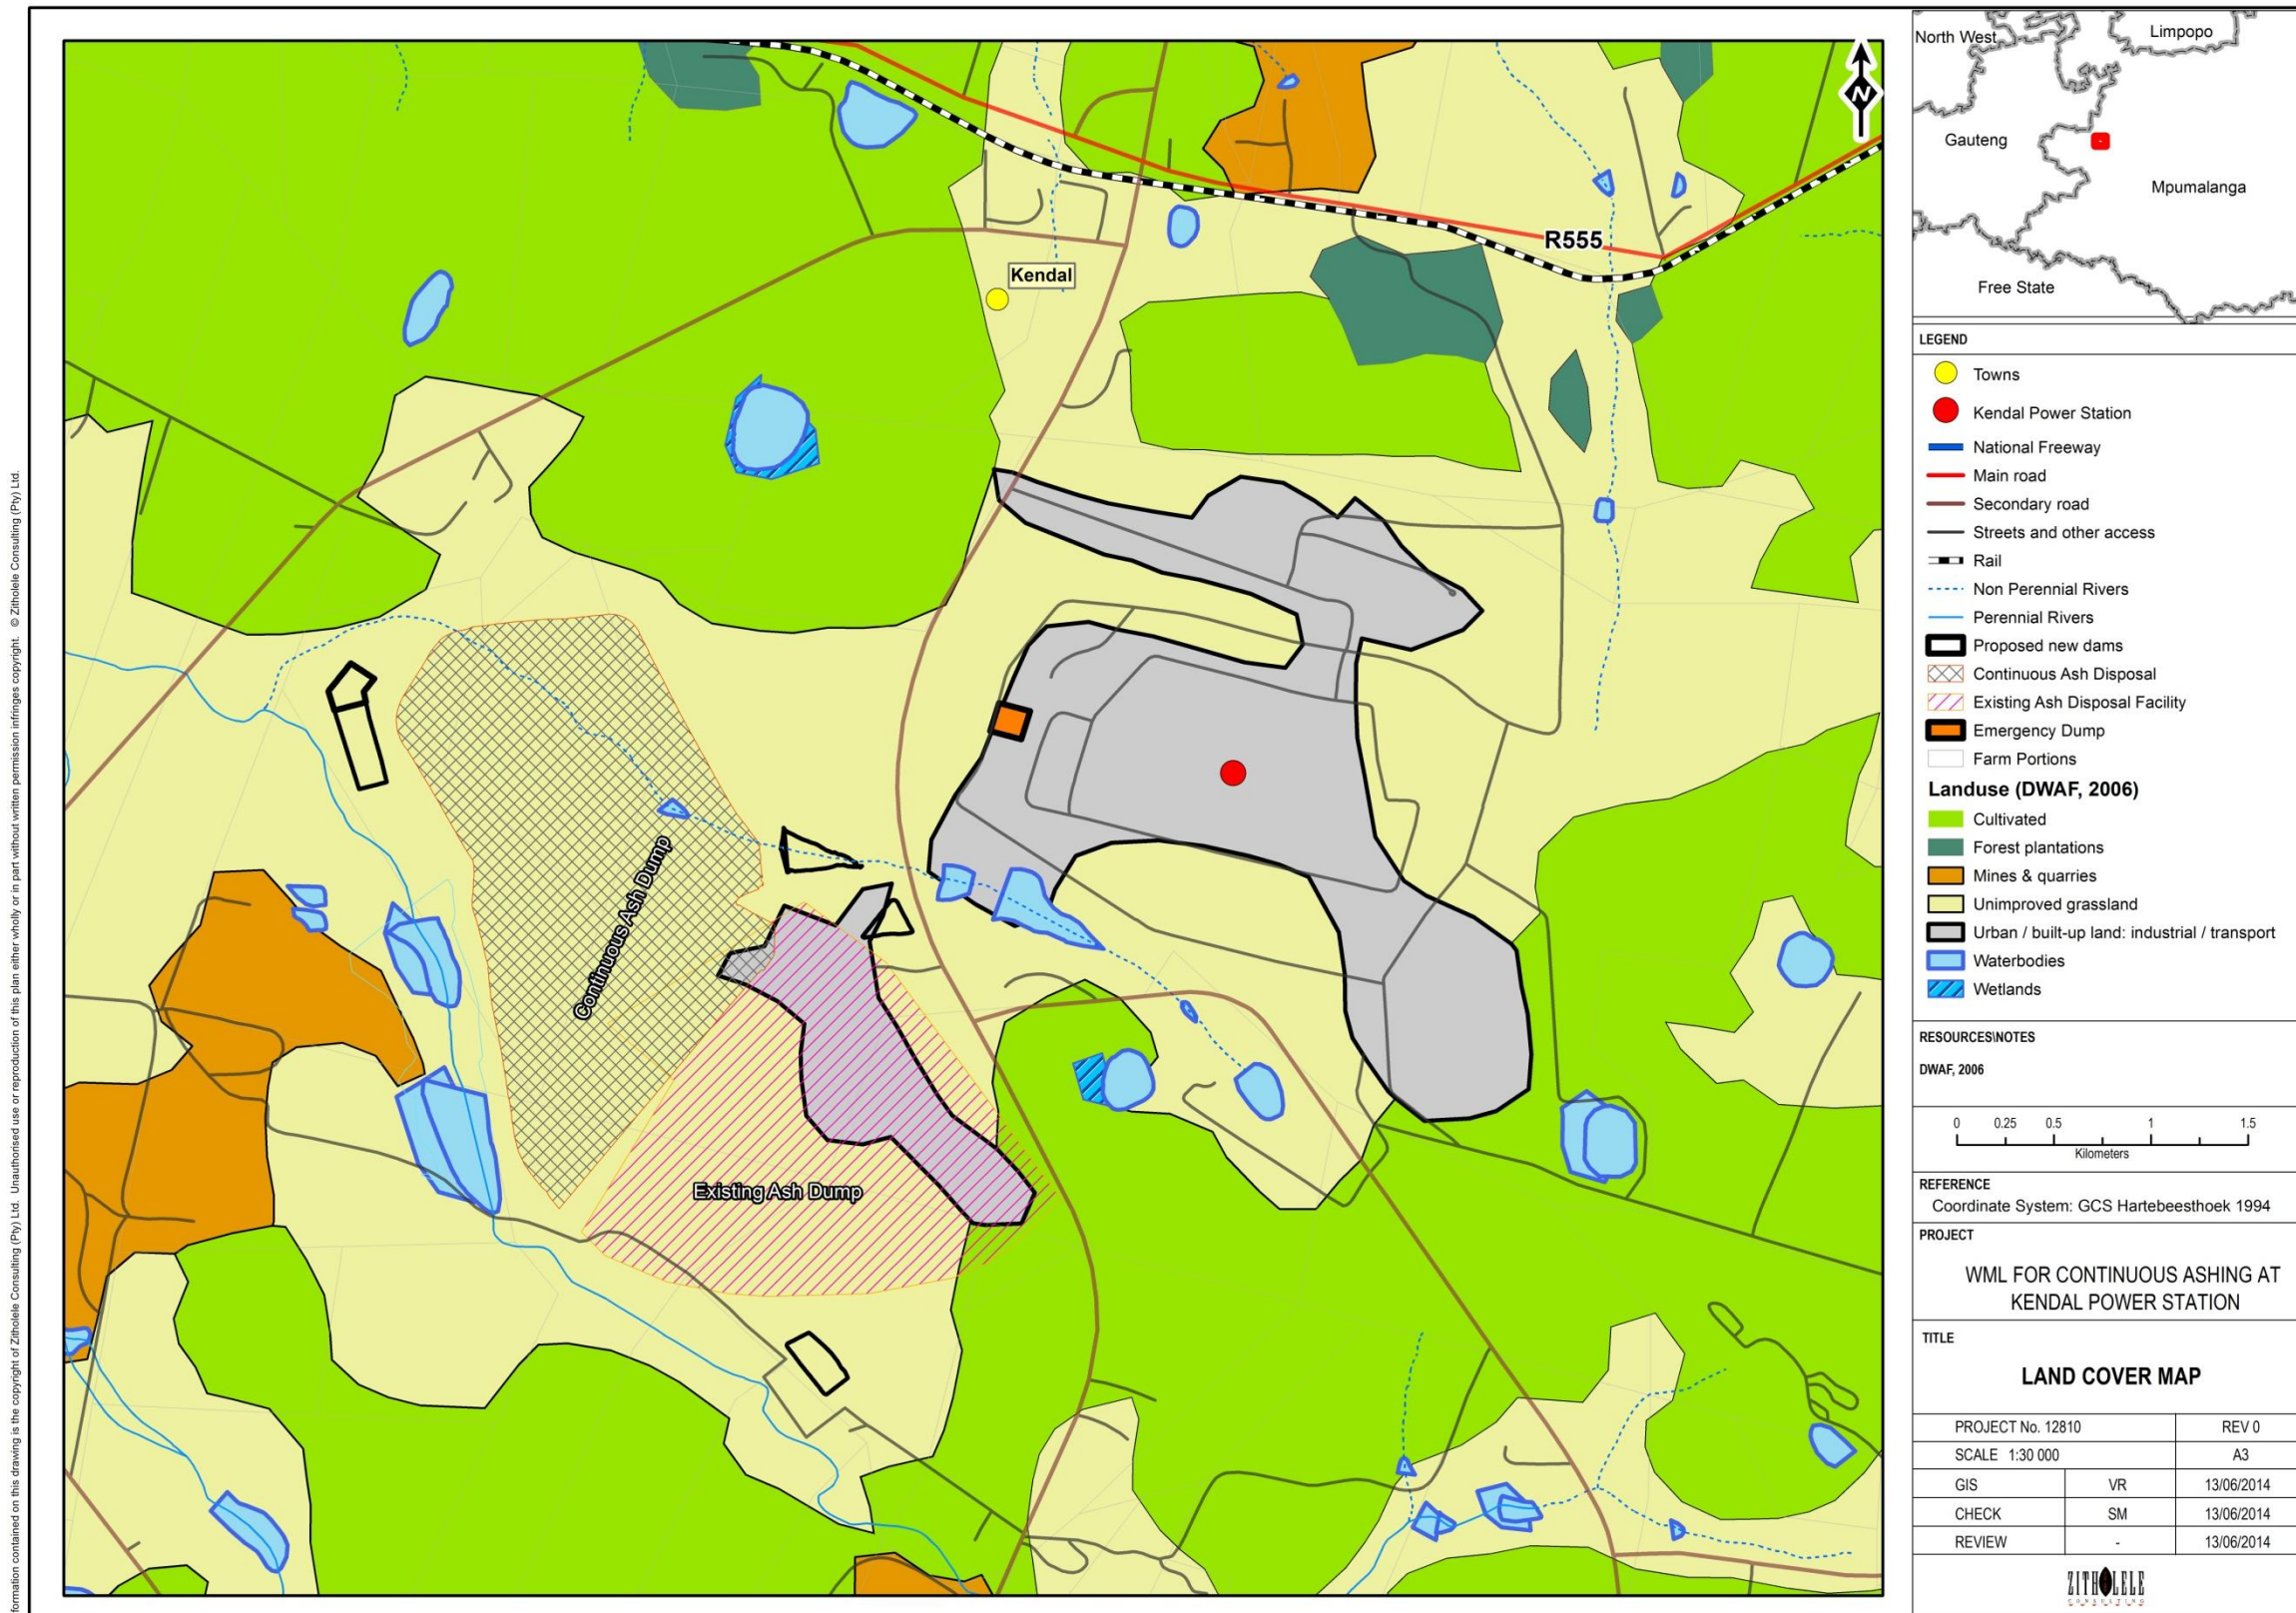 Kendal
R555
Continuous Ash Dump
Existing Ash Dump
N
North West
Limpopo
Gauteng
Mpumalanga
Free State
LEGEND
Towns
Kendal Power Station
National Freeway
Main road
Secondary road
Streets and other access
Rail
Non Perennial Rivers
Perennial Rivers
Proposed new dams
Continuous Ash Disposal
Existing Ash Disposal Facility
Emergency Dump
Farm Portions
Landuse (DWAF, 2006)
Cultivated
Forest plantations
Mines & quarries
Unimproved grassland
Urban / built-up land: industrial / transport
Waterbodies
Wetlands
RESOURCES\NOTES
DWAF, 2006
0 0.25 0.5 1 1.5
Kilometers
REFERENCE
Coordinate System: GCS Hartebeesthoek 1994
PROJECT
WML FOR CONTINUOUS ASHING AT
KENDAL POWER STATION
TITLE
LAND COVER MAP
PROJECT No. 12810 REV 0
SCALE 1:30 000 A3
GIS VR 13/06/2014
CHECK SM 13/06/2014
REVIEW - 13/06/2014
ZITHOLELE
CONSULTING
formation contained on this drawing is the copyright of Zitholele Consulting (Pty) Ltd. Unauthorised use or reproduction of this plan either wholly or in part without written permission infringes copyright. © Zitholele Consulting (Pty) Ltd.